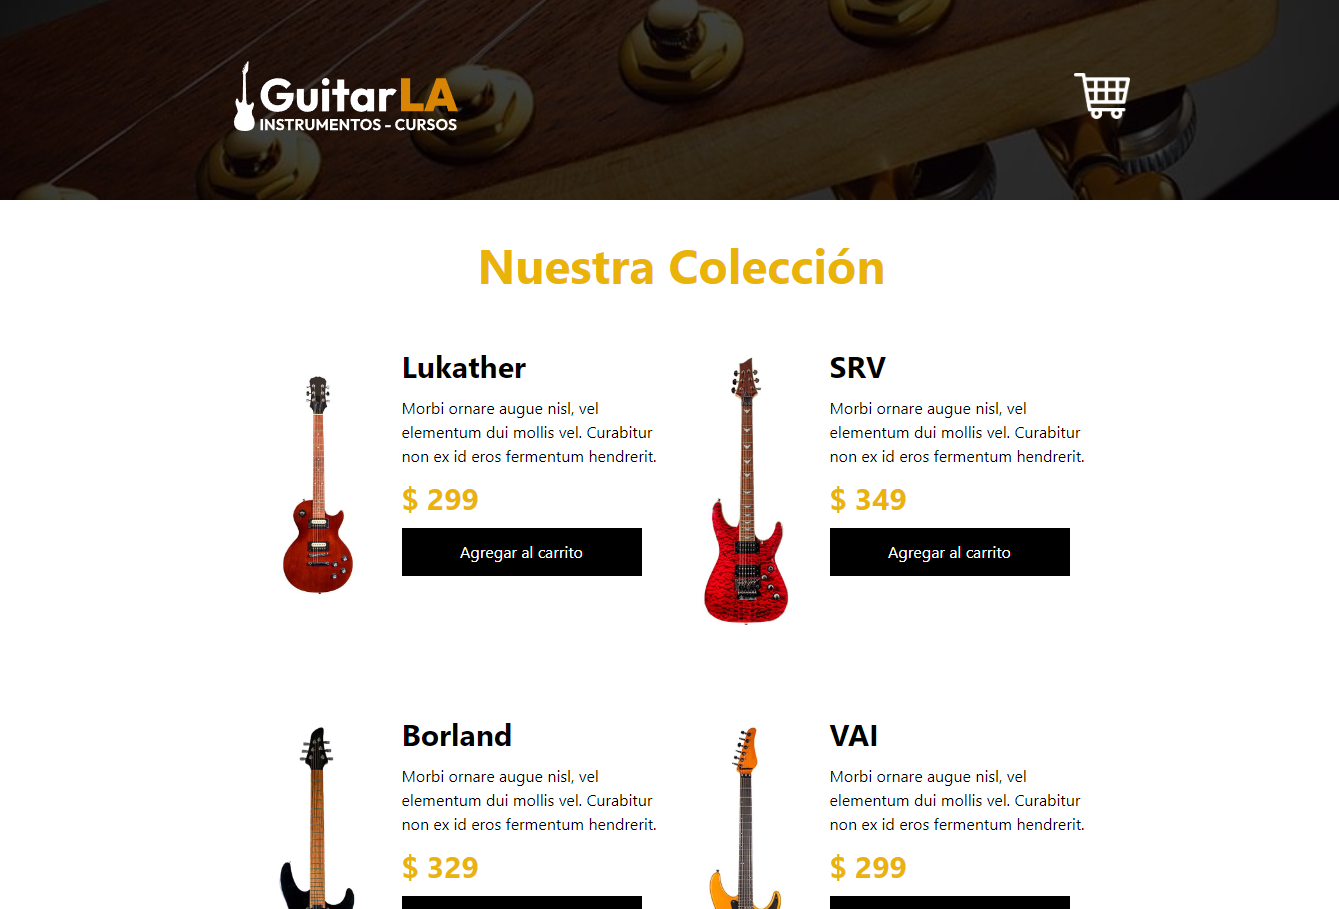 GuitarLA
INSTRUMENTOS - CURSOS
Nuestra Colección
Lukather
Morbi ornare augue nisl, vel
elementum dui mollis vel. Curabitur
non ex id eros fermentum hendrerit.
$ 299
Agregar al carrito
SRV
Morbi ornare augue nisl, vel
elementum dui mollis vel. Curabitur
non ex id eros fermentum hendrerit.
$ 349
Agregar al carrito
Borland
Morbi ornare augue nisl, vel
elementum dui mollis vel. Curabitur
non ex id eros fermentum hendrerit.
$ 329
VAI
Morbi ornare augue nisl, vel
elementum dui mollis vel. Curabitur
non ex id eros fermentum hendrerit.
$ 299